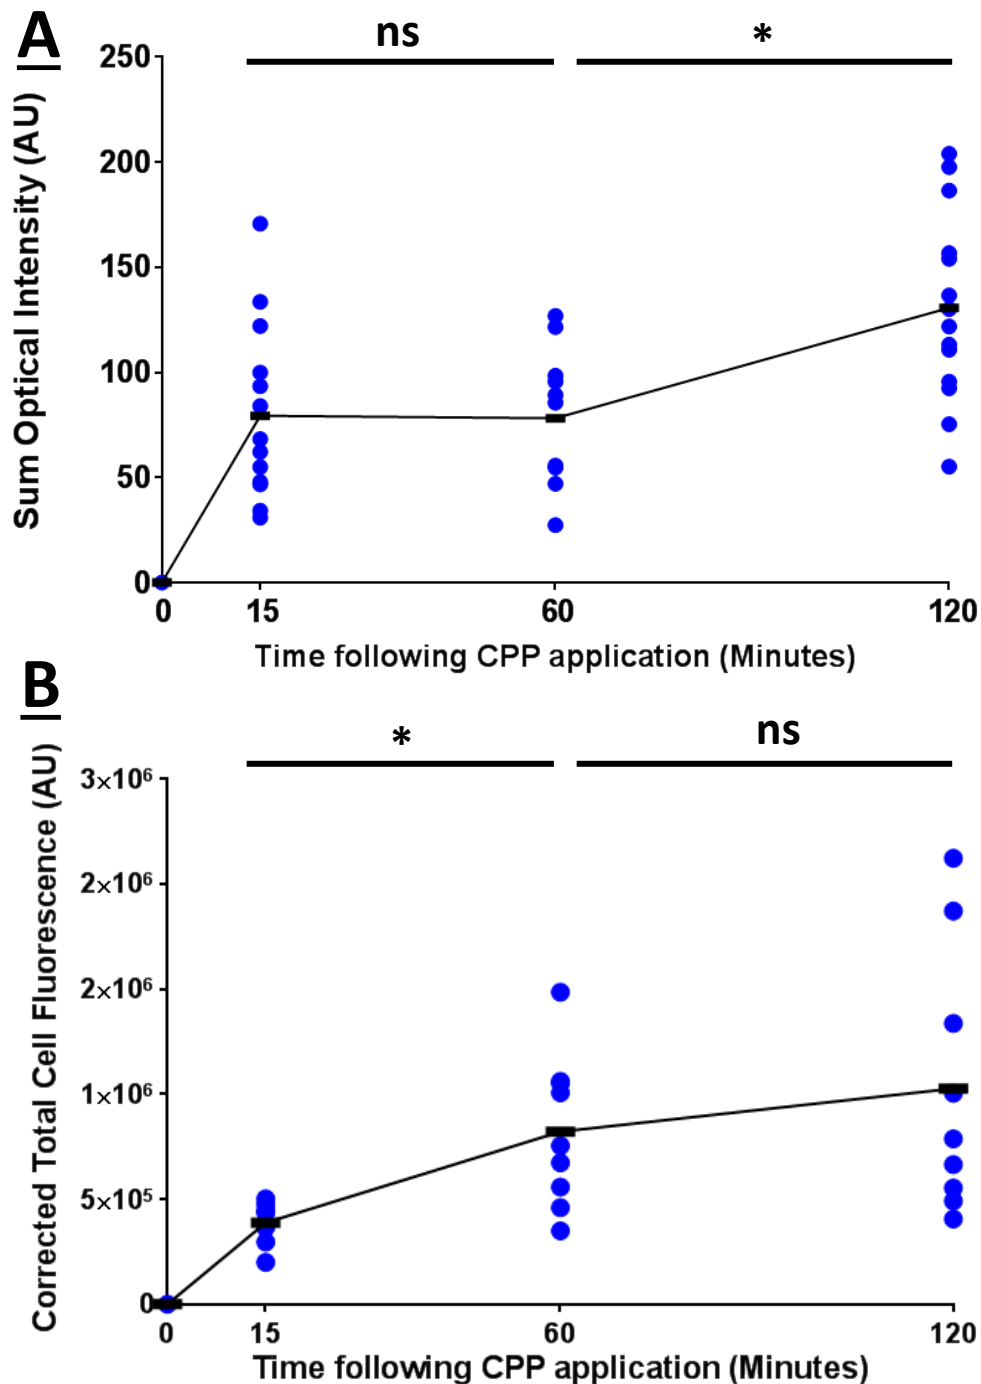 A
ns
*
250
200
150
100
50
0
Sum Optical Intensity (AU)
0 15 60 120
Time following CPP application (Minutes)
B
*
ns
3×10⁶
2×10⁶
2×10⁶
1×10⁶
5×10⁵
0
Corrected Total Cell Fluorescence (AU)
0 15 60 120
Time following CPP application (Minutes)